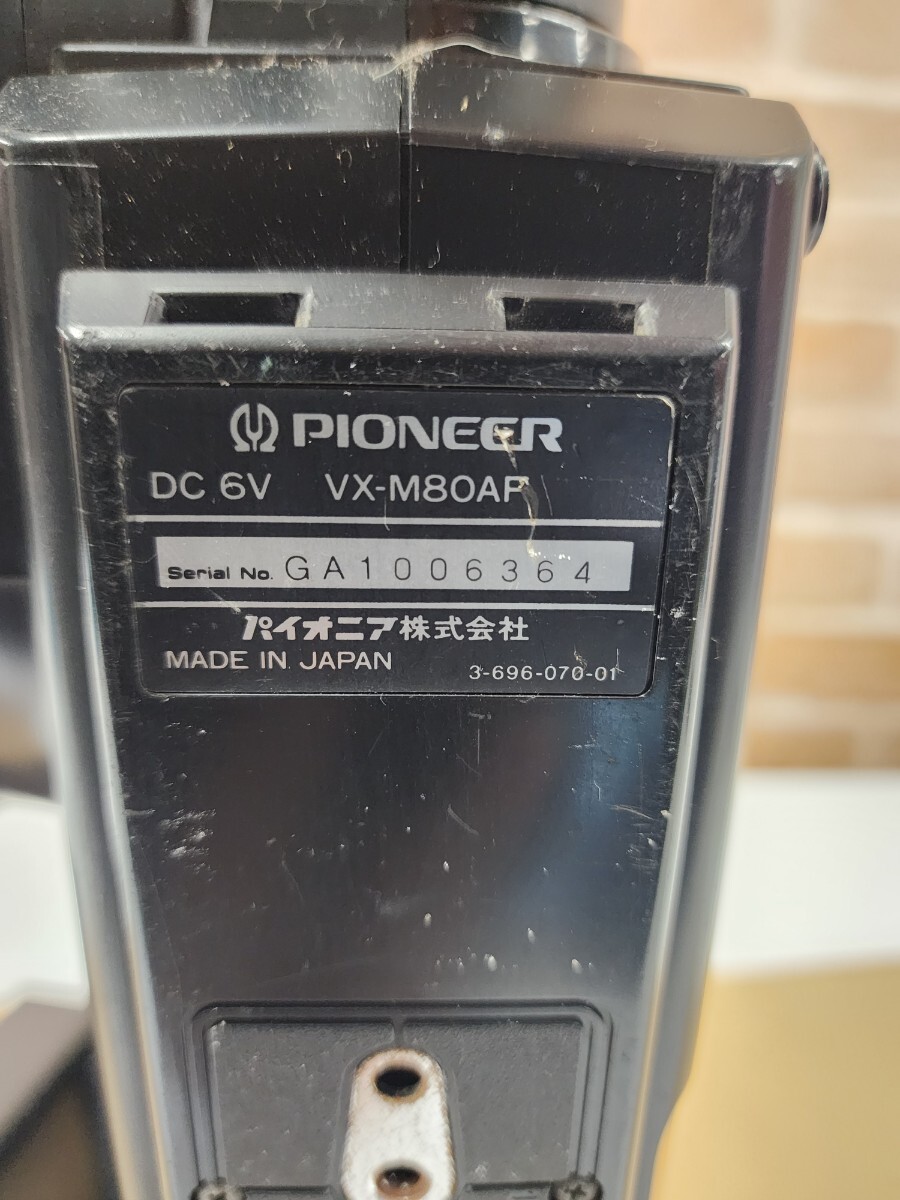 PIONEER
DC 6V VX-M80AF
Serial No. GA1006364
パイオニア株式会社
MADE IN JAPAN 3-696-070-01